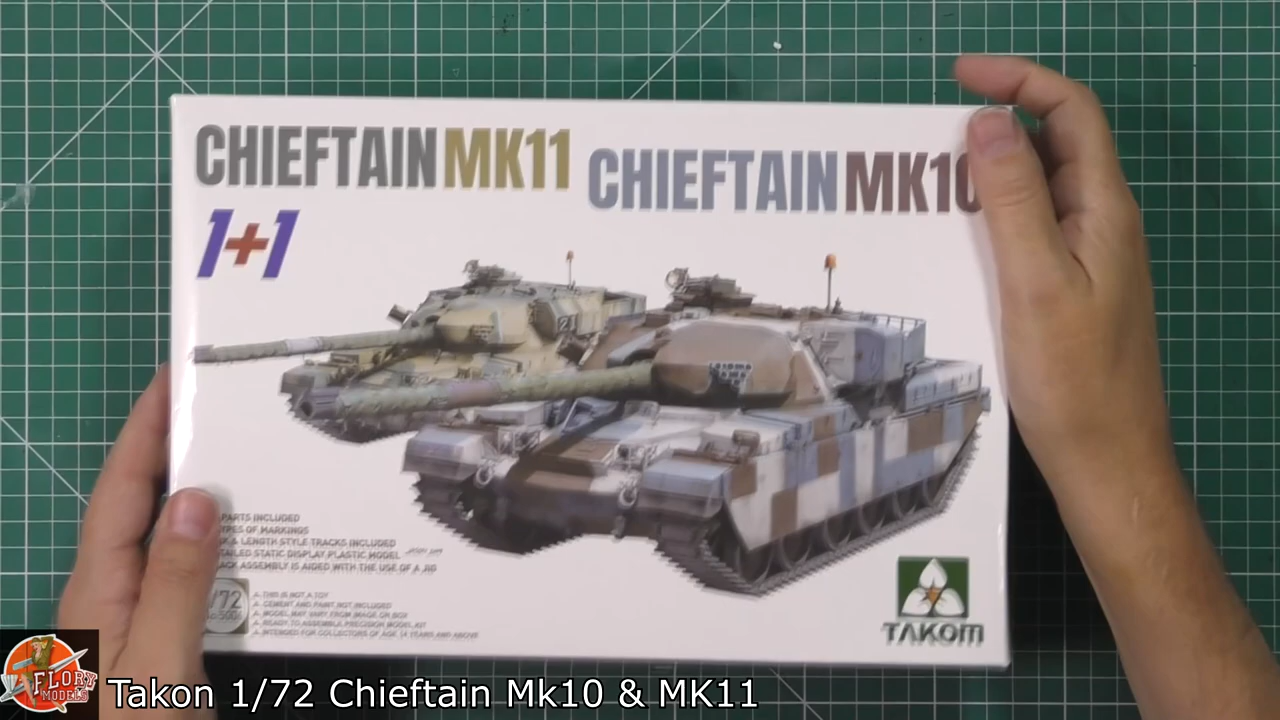 CHIEFTAIN MK11
CHIEFTAIN MK10
1+1
PARTS INCLUDED
TYPES OF MARKINGS
& LENGTH STYLE TRACKS INCLUDED
DETAILED STATIC DISPLAY PLASTIC MODEL
ASSEMBLY IS AIDED WITH THE USE OF A JIG
/72
THIS IS NOT A TOY
CEMENT AND PAINT NOT INCLUDED
MODEL MAY VARY FROM IMAGE ON BOX
READY TO ASSEMBLE PRECISION MODEL KIT
INTENDED FOR COLLECTORS OF AGE 14 YEARS AND ABOVE
TAKOM
FLORY
MODELS
Takon 1/72 Chieftain Mk10 & MK11